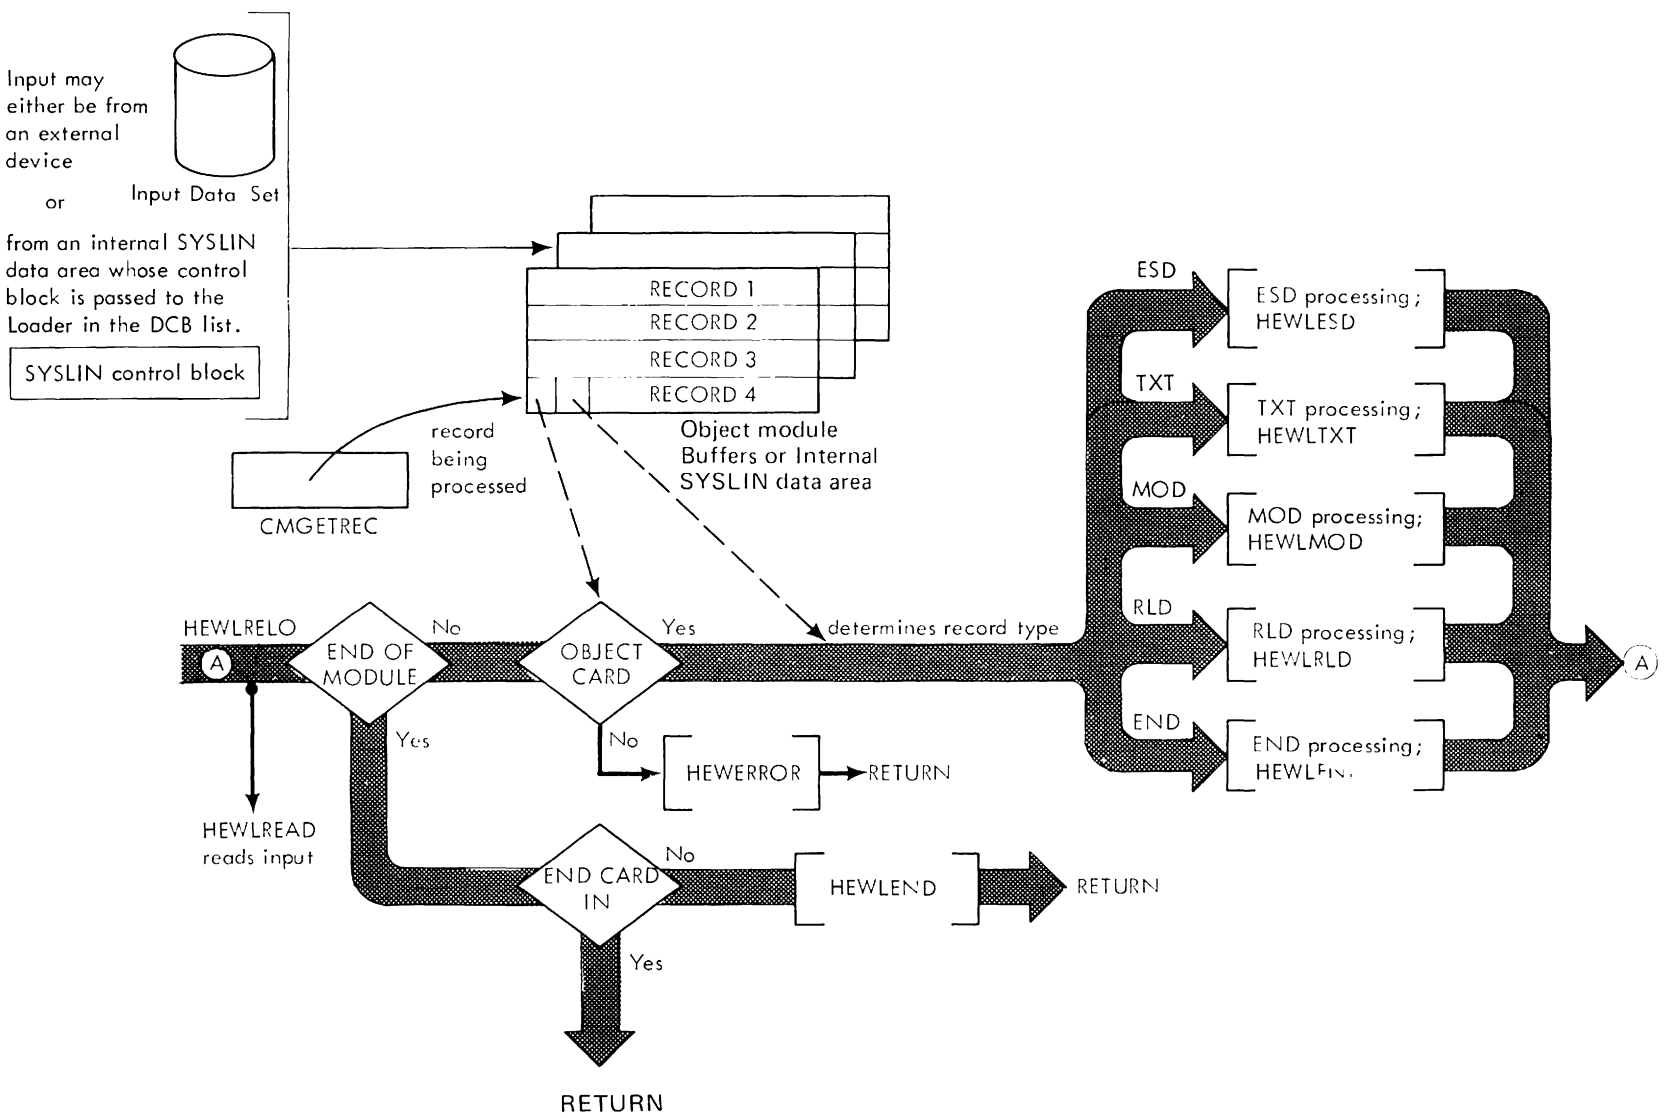 Input may
either be from
an external
device
or
Input Data Set
from an internal SYSLIN
data area whose control
block is passed to the
Loader in the DCB list.
SYSLIN control block
RECORD 1
RECORD 2
RECORD 3
RECORD 4
Object module
Buffers or Internal
SYSLIN data area
record
being
processed
CMGETREC
ESD
ESD processing;
HEWLESD
TXT
TXT processing;
HEWLTXT
MOD
MOD processing;
HEWLMOD
RLD
RLD processing;
HEWLRLD
END
END processing;
HEWLRELO
A
END OF
MODULE
No
OBJECT
CARD
Yes
determines record type
A
Yes
No
HEWERROR
RETURN
HEWLREAD
reads input
END CARD
IN
No
HEWLEND
RETURN
Yes
RETURN